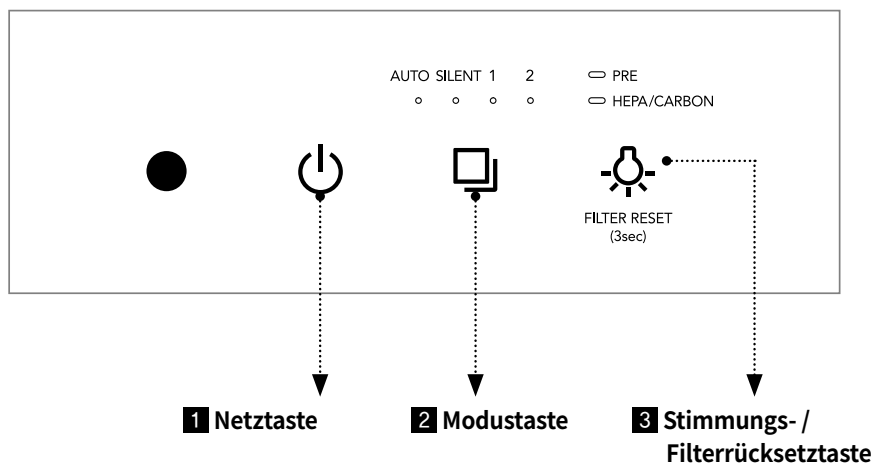 AUTO SILENT 1 2
PRE
HEPA/CARBON
FILTER RESET
(3sec)
1 Netztaste
2 Modustaste
3 Stimmungs- /
Filterrücksetztaste